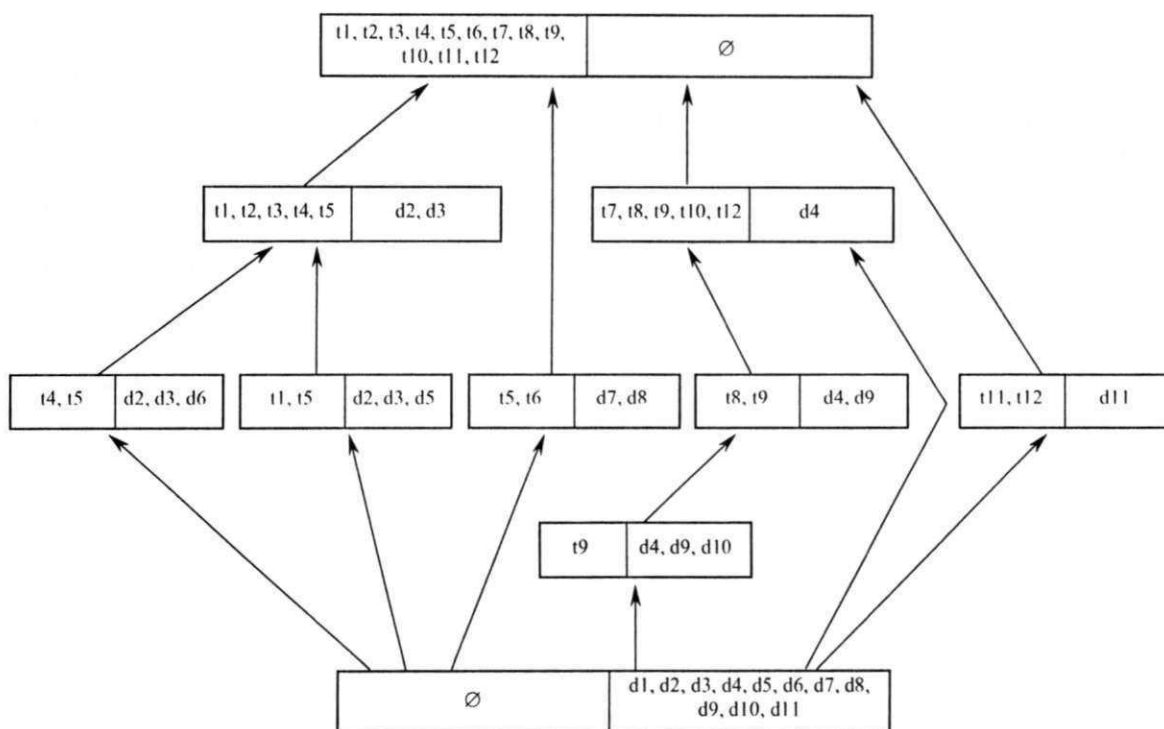 t1, t2, t3, t4, t5, t6, t7, t8, t9,
t10, t11, t12
∅
t1, t2, t3, t4, t5
d2, d3
t7, t8, t9, t10, t12
d4
t4, t5
d2, d3, d6
t1, t5
d2, d3, d5
t5, t6
d7, d8
t8, t9
d4, d9
t11, t12
d11
t9
d4, d9, d10
∅
d1, d2, d3, d4, d5, d6, d7, d8,
d9, d10, d11